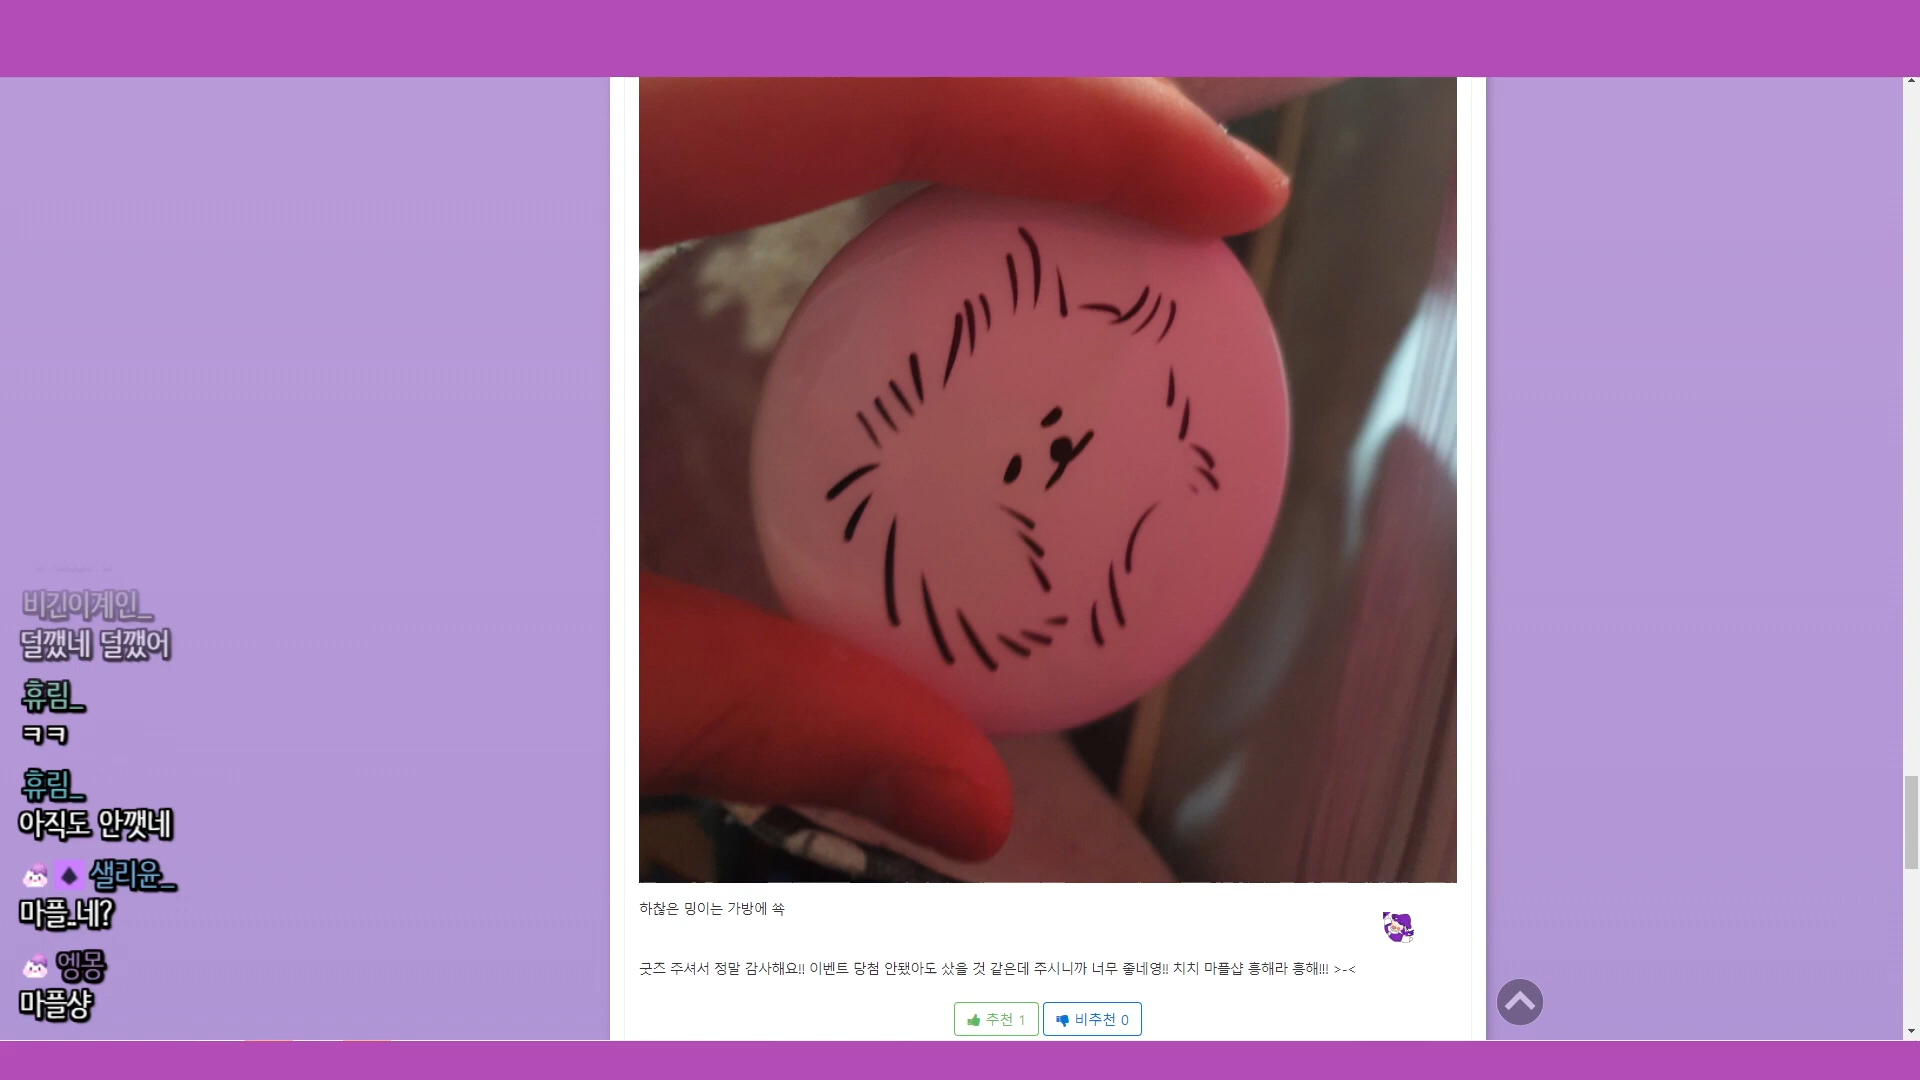 비긴이계인_
덜깼네 덜깼어
휴림_
ㅋㅋ
휴림_
아직도 안깻네
샐리윤_
마플..네?
엥몽
마플샹
하찮은 밍이는 가방에 쏙
굿즈 주셔서 정말 감사해요!! 이벤트 당첨 안됐아도 샀을 것 같은데 주시니까 너무 좋네영!! 치치 마플샵 흥해라 흥해!!! >-<
추천 1
비추천 0